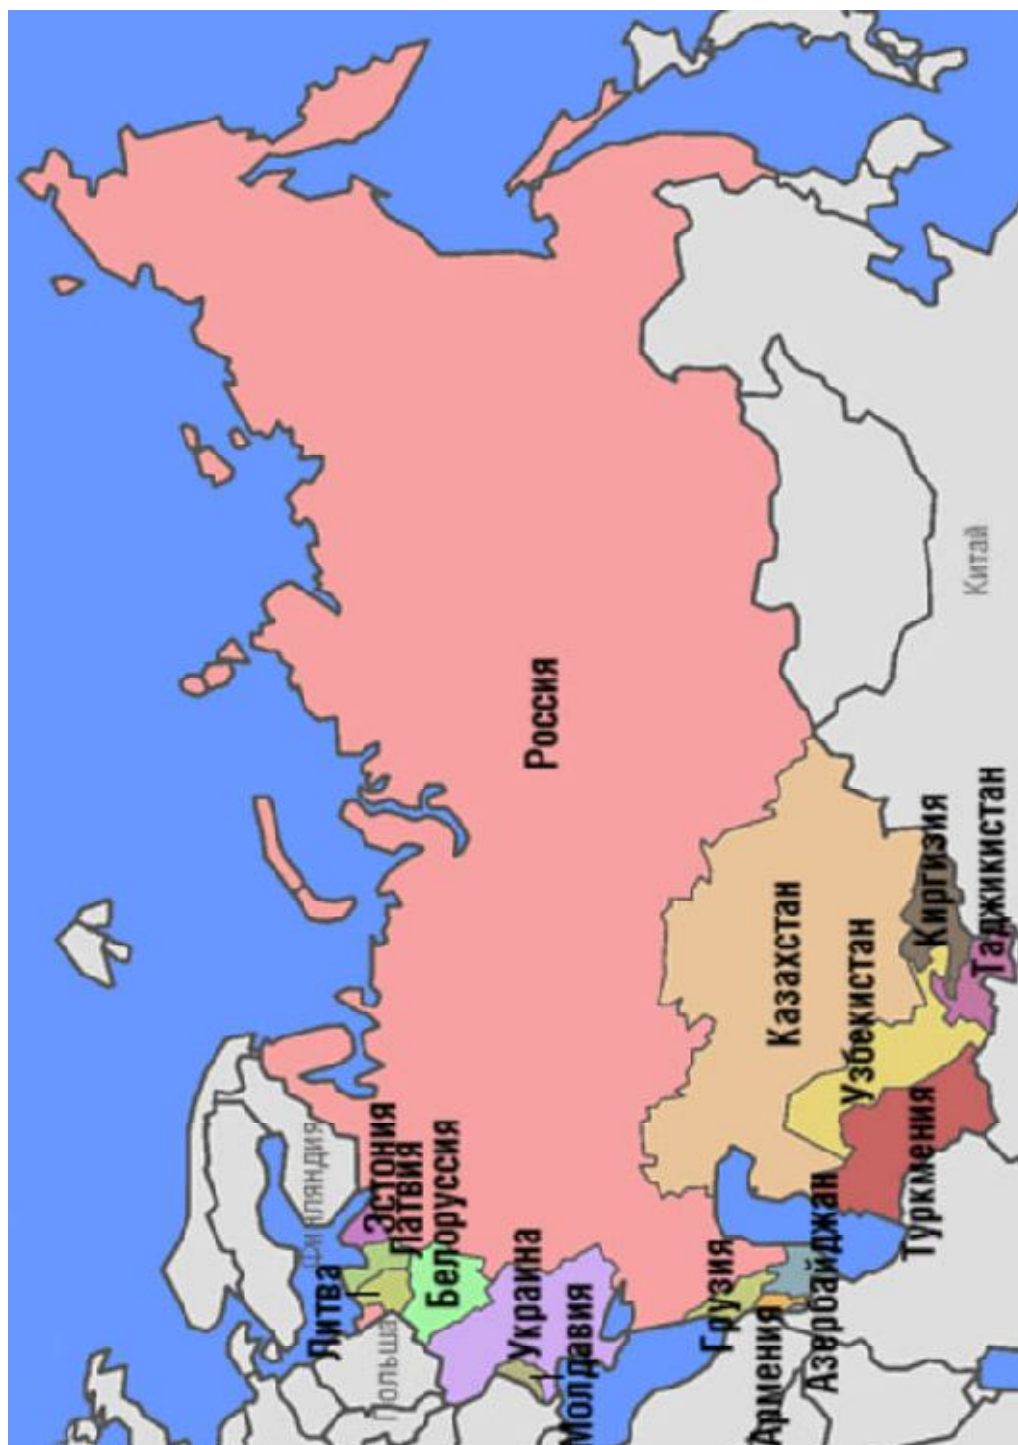 Финляндия
Эстония
Латвия
Литва
Белоруссия
Польша
Украина
Молдавия
Россия
Грузия
Армения
Азербайджан
Казахстан
Узбекистан
Туркмения
Киргизия
Таджикистан
Китай